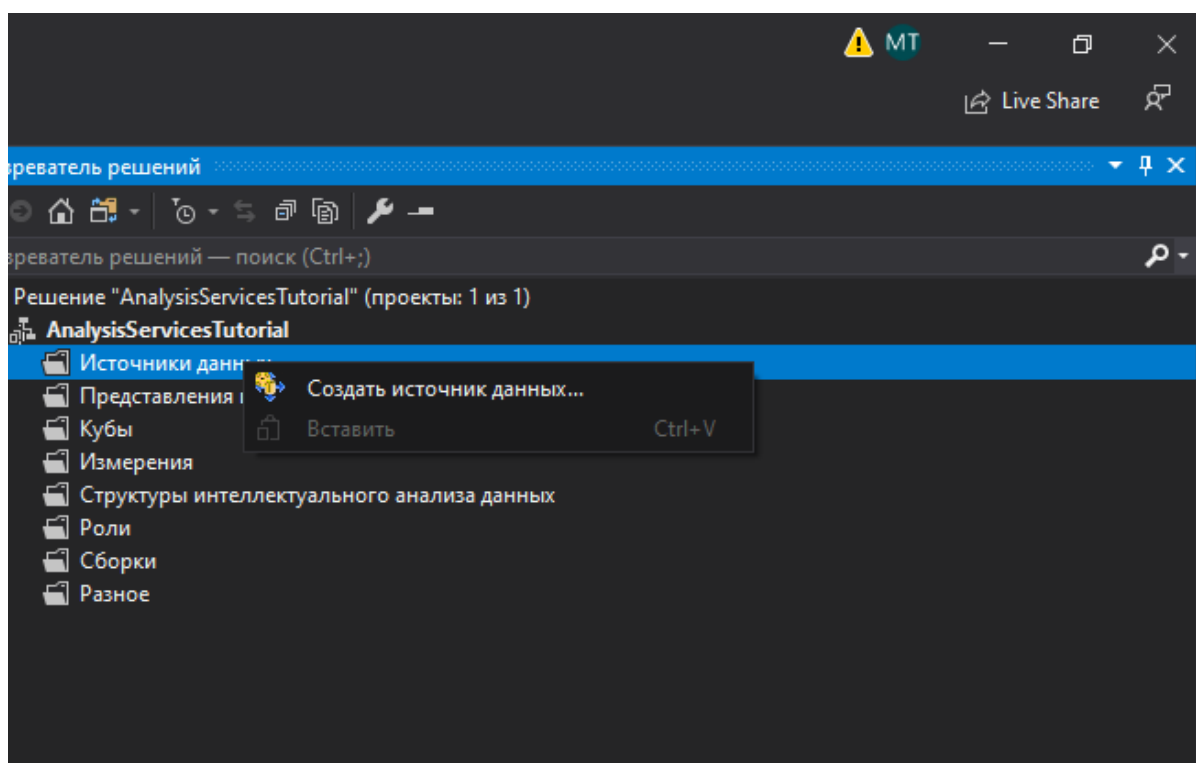 MT
Live Share
зреватель решений
зреватель решений — поиск (Ctrl+;)
Решение "AnalysisServicesTutorial" (проекты: 1 из 1)
AnalysisServicesTutorial
Источники данных
Создать источник данных...
Представления
Кубы
Вставить Ctrl+V
Измерения
Структуры интеллектуального анализа данных
Роли
Сборки
Разное